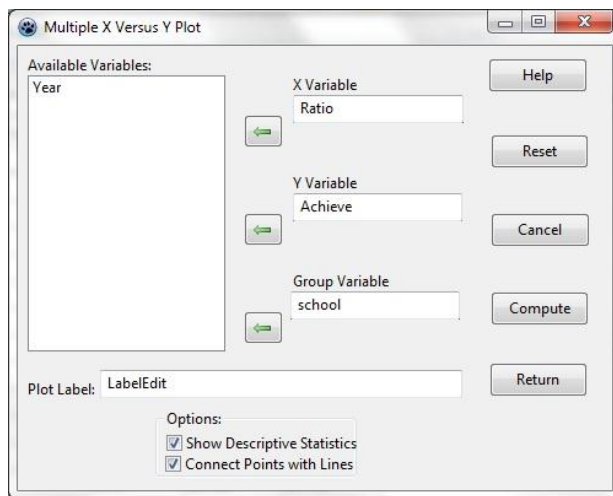 Multiple X Versus Y Plot
Available Variables:
Year
X Variable
Ratio
Y Variable
Achieve
Group Variable
school
Help
Reset
Cancel
Compute
Return
Plot Label: LabelEdit
Options:
Show Descriptive Statistics
Connect Points with Lines